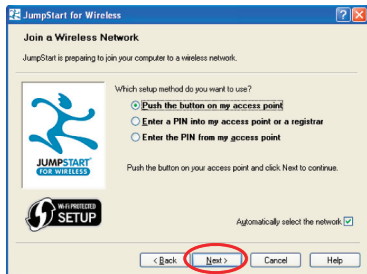 JumpStart for Wireless
Join a Wireless Network
JumpStart is preparing to join your computer to a wireless network.
Which setup method do you want to use?
Push the button on my access point
Enter a PIN into my access point or a registrar
Enter the PIN from my access point
JUMPSTART
FOR WIRELESS
Push the button on your access point and click Next to continue.
Wi-Fi PROTECTED
SETUP
Automatically select the network
< Back
Next >
Cancel
Help